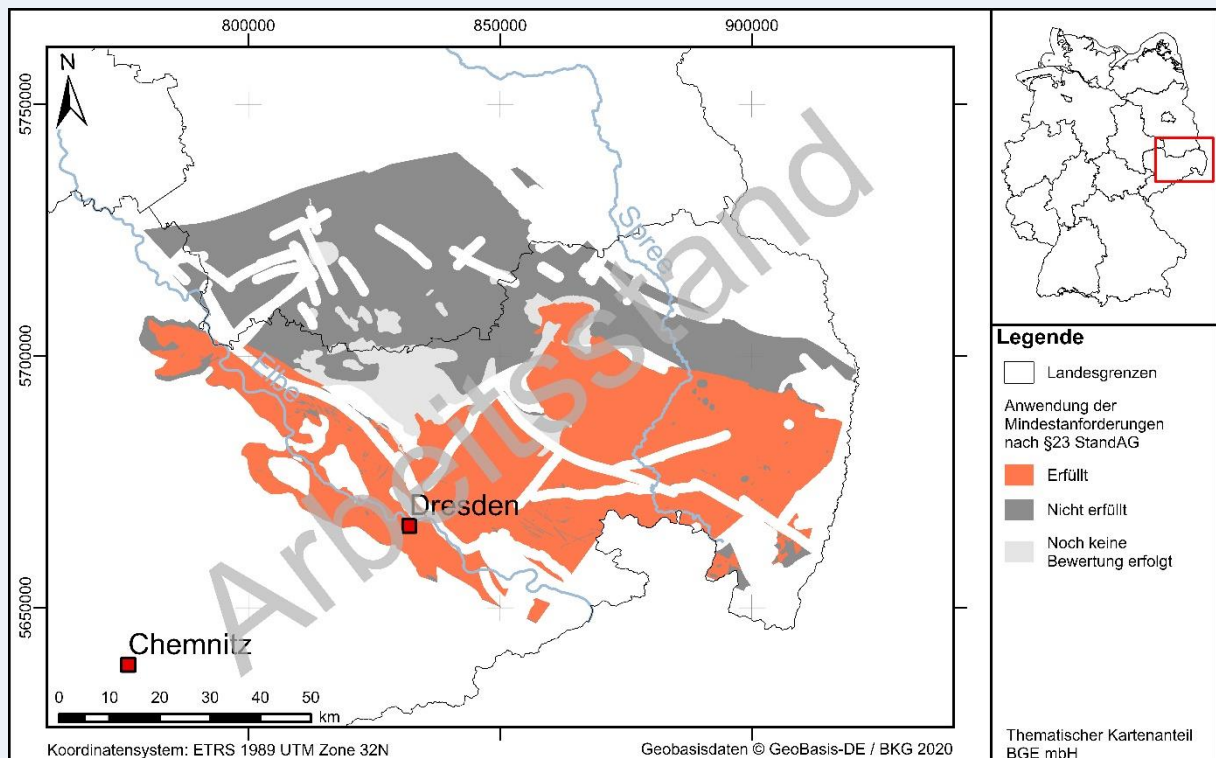 800000
850000
900000
N
5750000
5700000
5650000
Spree
Elbe
Dresden
Chemnitz
Arbeitsstand
0 10 20 30 40 50
km
Koordinatensystem: ETRS 1989 UTM Zone 32N
Geobasisdaten © GeoBasis-DE / BKG 2020
Legende
Landesgrenzen
Anwendung der
Mindestanforderungen
nach §23 StandAG
Erfüllt
Nicht erfüllt
Noch keine
Bewertung erfolgt
Thematischer Kartenanteil
BGE mbH